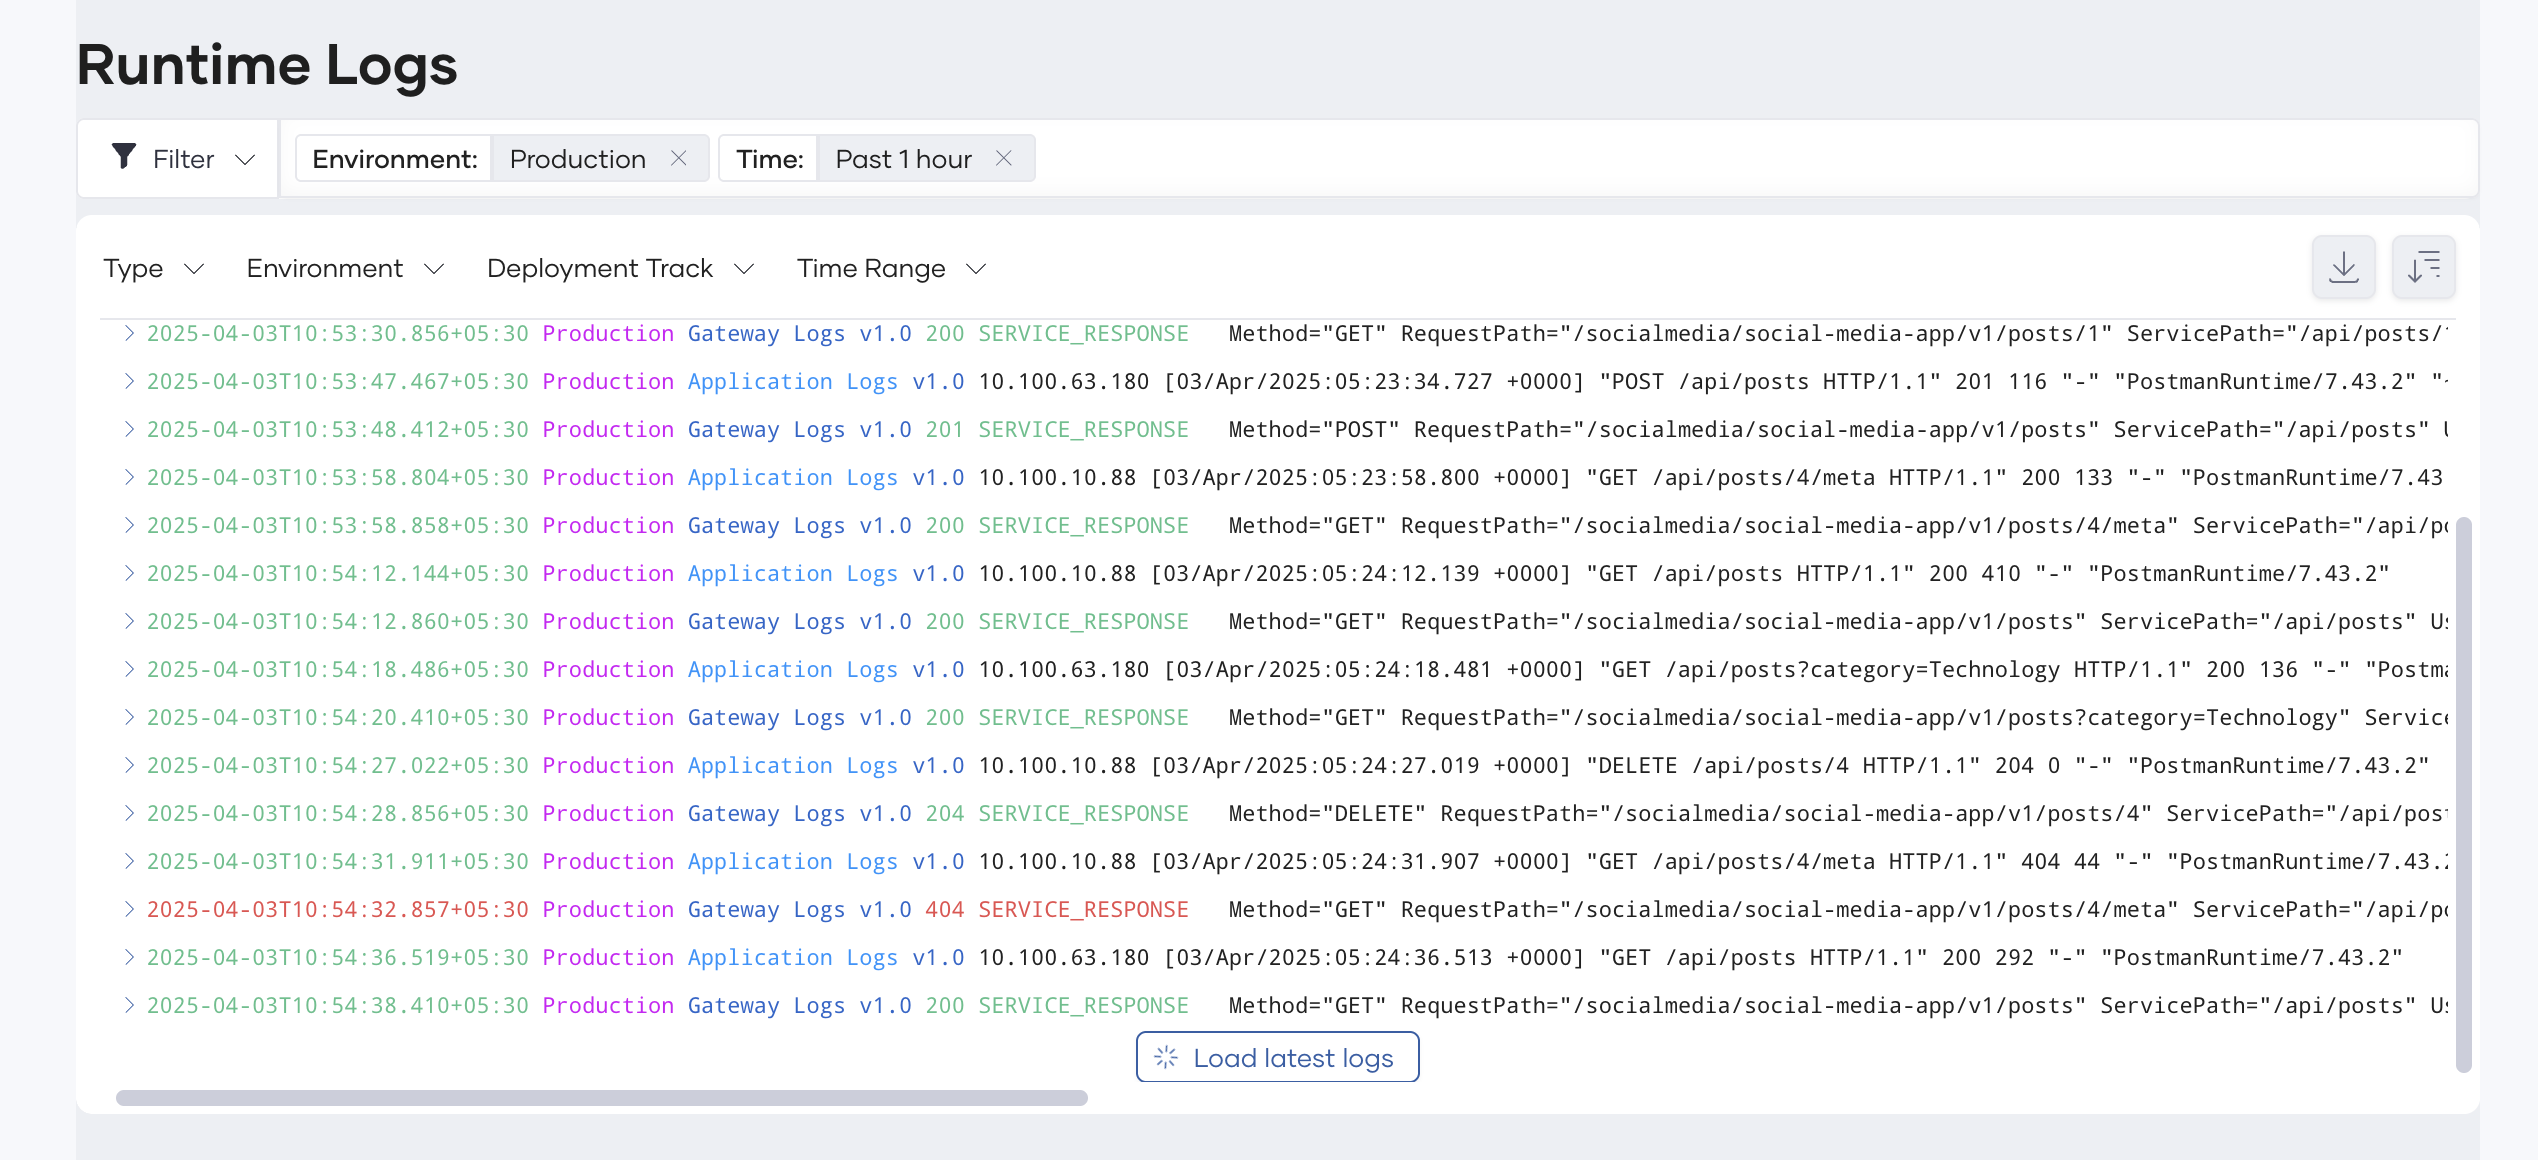 Runtime Logs
Filter Environment: Production Time: Past 1 hour
Type Environment Deployment Track Time Range
2025-04-03T10:53:30.856+05:30 Production Gateway Logs v1.0 200 SERVICE_RESPONSE Method="GET" RequestPath="/socialmedia/social-media-app/v1/posts/1" ServicePath="/api/posts/1
2025-04-03T10:53:47.467+05:30 Production Application Logs v1.0 10.100.63.180 [03/Apr/2025:05:23:34.727 +0000] "POST /api/posts HTTP/1.1" 201 116 "-" "PostmanRuntime/7.43.2"
2025-04-03T10:53:48.412+05:30 Production Gateway Logs v1.0 201 SERVICE_RESPONSE Method="POST" RequestPath="/socialmedia/social-media-app/v1/posts" ServicePath="/api/posts"
2025-04-03T10:53:58.804+05:30 Production Application Logs v1.0 10.100.10.88 [03/Apr/2025:05:23:58.800 +0000] "GET /api/posts/4/meta HTTP/1.1" 200 133 "-" "PostmanRuntime/7.43
2025-04-03T10:53:58.858+05:30 Production Gateway Logs v1.0 200 SERVICE_RESPONSE Method="GET" RequestPath="/socialmedia/social-media-app/v1/posts/4/meta" ServicePath="/api/po
2025-04-03T10:54:12.144+05:30 Production Application Logs v1.0 10.100.10.88 [03/Apr/2025:05:24:12.139 +0000] "GET /api/posts HTTP/1.1" 200 410 "-" "PostmanRuntime/7.43.2"
2025-04-03T10:54:12.860+05:30 Production Gateway Logs v1.0 200 SERVICE_RESPONSE Method="GET" RequestPath="/socialmedia/social-media-app/v1/posts" ServicePath="/api/posts" Us
2025-04-03T10:54:18.486+05:30 Production Application Logs v1.0 10.100.63.180 [03/Apr/2025:05:24:18.481 +0000] "GET /api/posts?category=Technology HTTP/1.1" 200 136 "-" "Postma
2025-04-03T10:54:20.410+05:30 Production Gateway Logs v1.0 200 SERVICE_RESPONSE Method="GET" RequestPath="/socialmedia/social-media-app/v1/posts?category=Technology" Service
2025-04-03T10:54:27.022+05:30 Production Application Logs v1.0 10.100.10.88 [03/Apr/2025:05:24:27.019 +0000] "DELETE /api/posts/4 HTTP/1.1" 204 0 "-" "PostmanRuntime/7.43.2"
2025-04-03T10:54:28.856+05:30 Production Gateway Logs v1.0 204 SERVICE_RESPONSE Method="DELETE" RequestPath="/socialmedia/social-media-app/v1/posts/4" ServicePath="/api/post
2025-04-03T10:54:31.911+05:30 Production Application Logs v1.0 10.100.10.88 [03/Apr/2025:05:24:31.907 +0000] "GET /api/posts/4/meta HTTP/1.1" 404 44 "-" "PostmanRuntime/7.43.2
2025-04-03T10:54:32.857+05:30 Production Gateway Logs v1.0 404 SERVICE_RESPONSE Method="GET" RequestPath="/socialmedia/social-media-app/v1/posts/4/meta" ServicePath="/api/po
2025-04-03T10:54:36.519+05:30 Production Application Logs v1.0 10.100.63.180 [03/Apr/2025:05:24:36.513 +0000] "GET /api/posts HTTP/1.1" 200 292 "-" "PostmanRuntime/7.43.2"
2025-04-03T10:54:38.410+05:30 Production Gateway Logs v1.0 200 SERVICE_RESPONSE Method="GET" RequestPath="/socialmedia/social-media-app/v1/posts" ServicePath="/api/posts" Us
Load latest logs